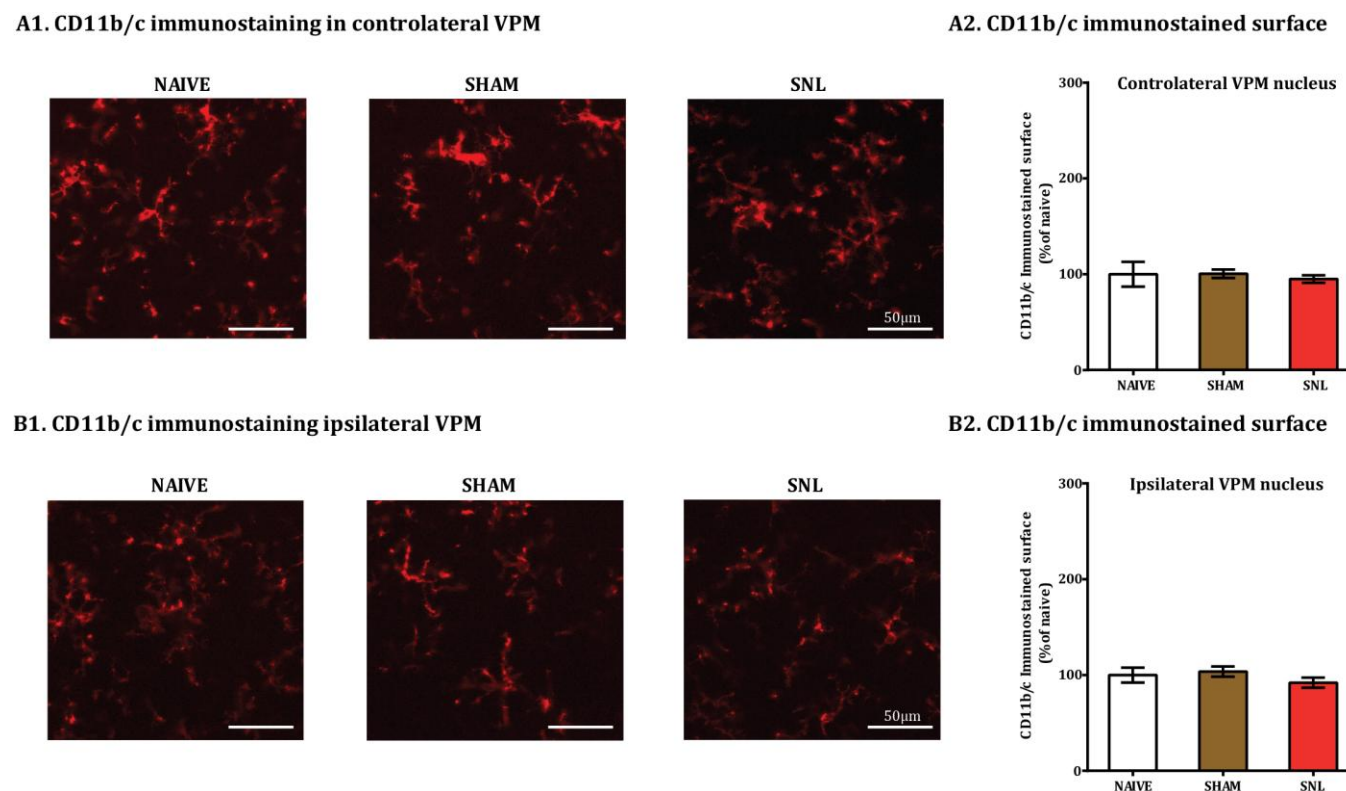 A1. CD11b/c immunostaining in controlateral VPM
A2. CD11b/c immunostained surface
NAIVE
SHAM
SNL
50μm
Controlateral VPM nucleus
CD11b/c Immunostained surface
(% of naive)
300
200
100
0
NAIVE
SHAM
SNL
B1. CD11b/c immunostaining ipsilateral VPM
B2. CD11b/c immunostained surface
NAIVE
SHAM
SNL
50μm
Ipsilateral VPM nucleus
CD11b/c Immunostained surface
(% of naive)
300
200
100
0
NAIVE
SHAM
SNL